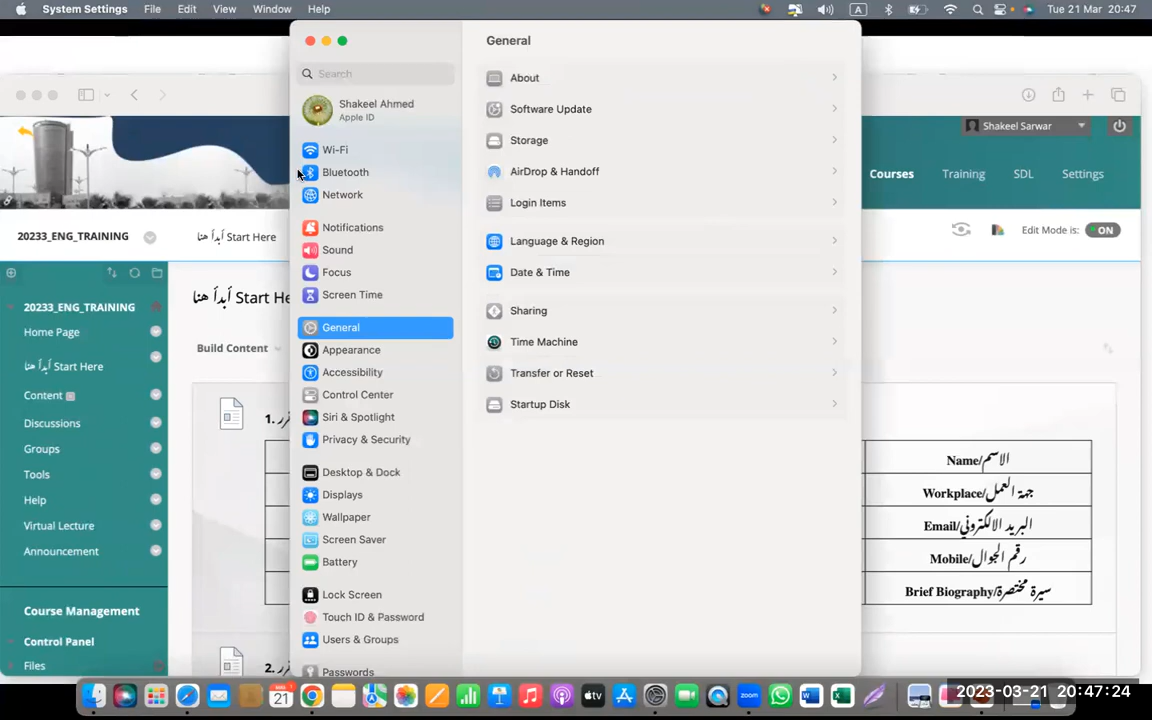 System Settings File Edit View Window Help
A Tue 21 Mar 20:47
General
Search
Shakeel Ahmed
Apple ID
Wi-Fi
Bluetooth
Network
Notifications
Sound
Focus
Screen Time
General
Appearance
Accessibility
Control Center
Siri & Spotlight
Privacy & Security
Desktop & Dock
Displays
Wallpaper
Screen Saver
Battery
Lock Screen
Touch ID & Password
Users & Groups
Passwords
About
Software Update
Storage
AirDrop & Handoff
Login Items
Language & Region
Date & Time
Sharing
Time Machine
Transfer or Reset
Startup Disk
Shakeel Sarwar
Courses Training SDL Settings
20233_ENG_TRAINING
أبدأ هنا Start Here
Edit Mode is: ON
20233_ENG_TRAINING
Home Page
أبدأ هنا Start Here
Content
Discussions
Groups
Tools
Help
Virtual Lecture
Announcement
Course Management
Control Panel
Files
أبدأ هنا Start He
Build Content
1.
الاسم/Name
جهة العمل/Workplace
البريد الالكتروني/Email
رقم الجوال/Mobile
سيرة مختصرة/Brief Biography
2.
MAR
21
zoom
tv
W
X
2023-03-21 20:47:24